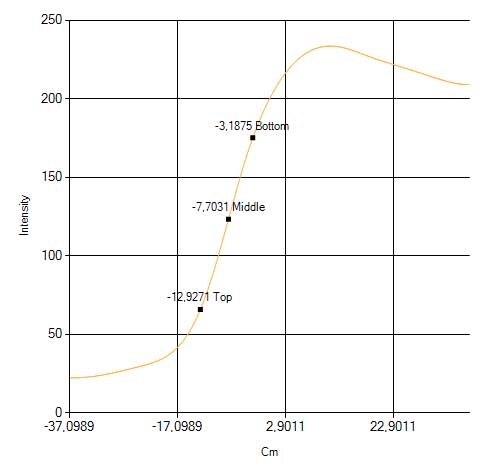 250
200
-3,1875 Bottom
150
-7,7031 Middle
Intensity
100
-12,9271 Top
50
0
-37,0989
-17,0989
2,9011
22,9011
Cm